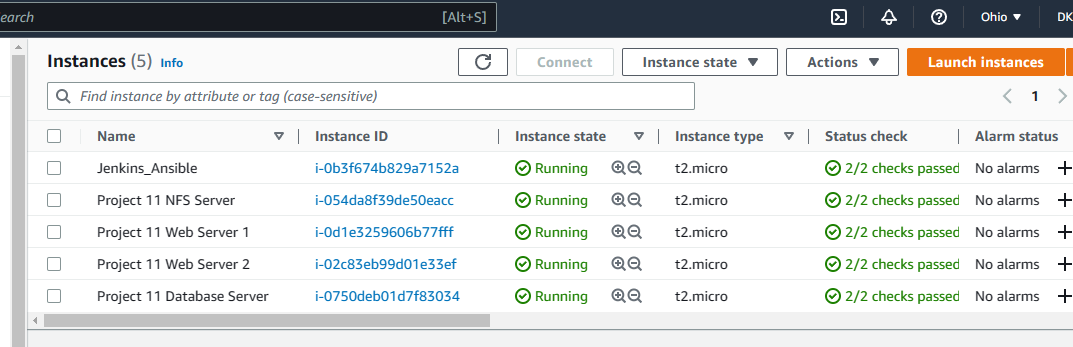 earch [Alt+S] Ohio ▼ DK
Instances (5) Info Connect Instance state ▼ Actions ▼ Launch instances
Find instance by attribute or tag (case-sensitive) 1
Name Instance ID Instance state Instance type Status check Alarm status
Jenkins_Ansible i-0b3f674b829a7152a Running t2.micro 2/2 checks passed No alarms
Project 11 NFS Server i-054da8f39de50eacc Running t2.micro 2/2 checks passed No alarms
Project 11 Web Server 1 i-0d1e3259606b77fff Running t2.micro 2/2 checks passed No alarms
Project 11 Web Server 2 i-02c83eb99d01e33ef Running t2.micro 2/2 checks passed No alarms
Project 11 Database Server i-0750deb01d7f83034 Running t2.micro 2/2 checks passed No alarms